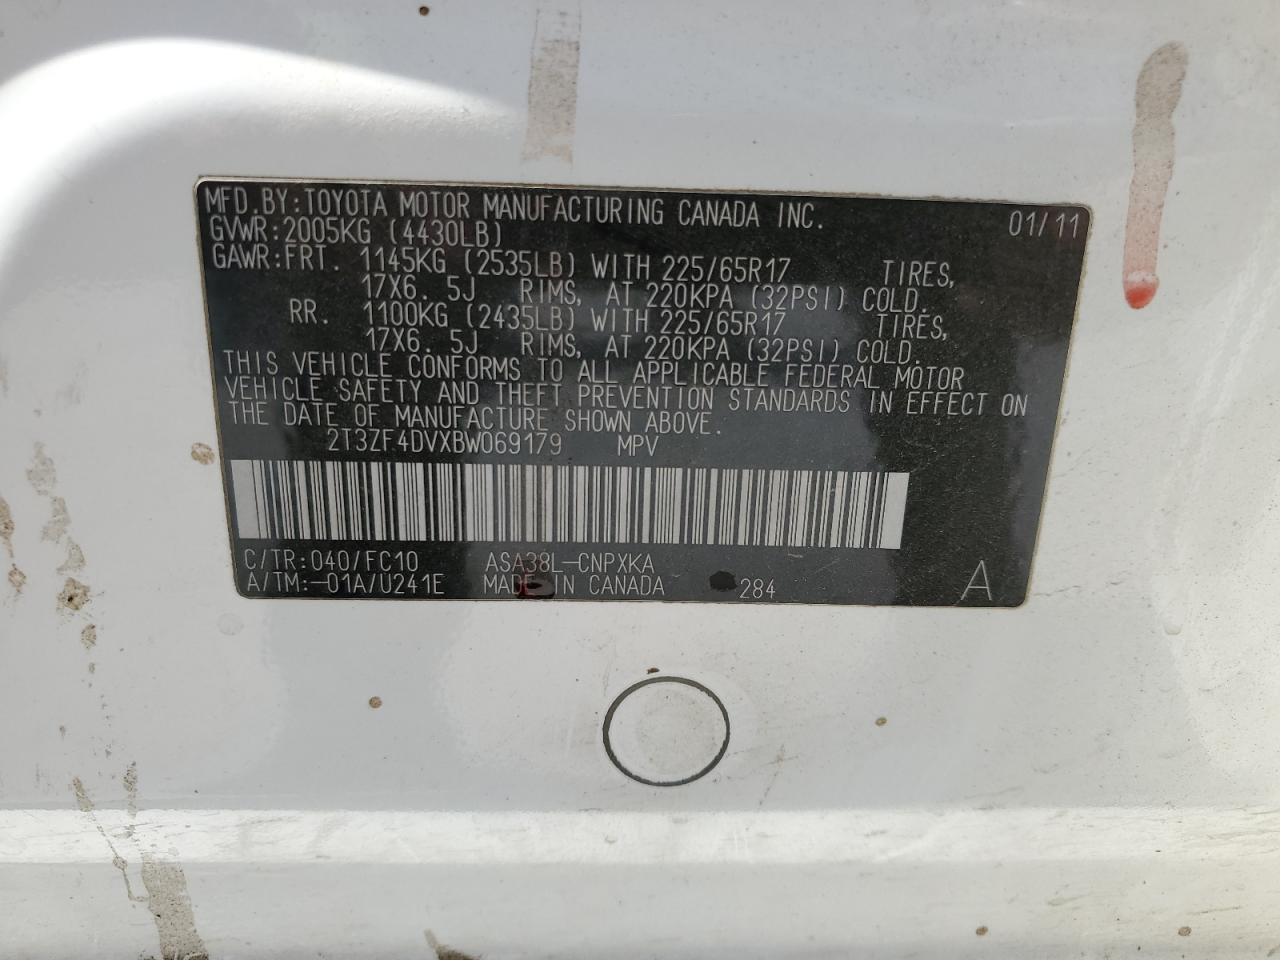 MFD. BY: TOYOTA MOTOR MANUFACTURING CANADA INC. 01/11
GVWR: 2005KG (4430LB)
GAWR: FRT. 1145KG (2535LB) WITH 225/65R17 TIRES,
17X6. 5J RIMS, AT 220KPA (32PSI) COLD.
RR. 1100KG (2435LB) WITH 225/65R17 TIRES,
17X6. 5J RIMS, AT 220KPA (32PSI) COLD.
THIS VEHICLE CONFORMS TO ALL APPLICABLE FEDERAL MOTOR
VEHICLE SAFETY AND THEFT PREVENTION STANDARDS IN EFFECT ON
THE DATE OF MANUFACTURE SHOWN ABOVE.
2T3ZF4DVXBW069179 MPV
C/TR: 040/FC10 ASA38L-CNPXKA
A/TM: -01A/U241E MADE IN CANADA 284 A